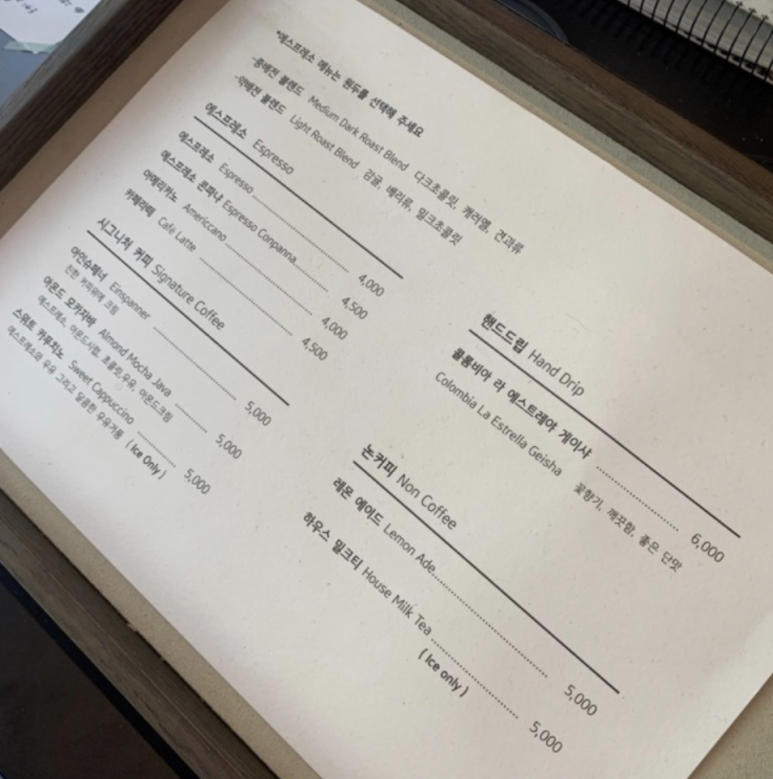 *에스프레소 메뉴는 원두를 선택해 주세요
-중배전 블렌드 Medium Dark Roast Blend 다크초콜릿, 캐러멜, 견과류
-약배전 블렌드 Light Roast Blend 감귤, 베리류, 밀크초콜릿
에스프레소 Espresso
에스프레소 Espresso 4,000
에스프레소 콘파냐 Espresso Conpanna 4,500
아메리카노 Americcano 4,000
카페라떼 Café Latte 4,500
시그니처 커피 Signature Coffee
아인슈페너 Einspanner 5,000
진한 커피위에 크림
아몬드 모카자바 Almond Mocha Java 5,000
에스프레소, 아몬드시럽, 초콜릿우유, 아몬드크림
스위트 카푸치노 Sweet Cappuccino 5,000
에스프레소와 우유 그리고 달콤한 우유거품 ( Ice Only )
핸드드립 Hand Drip
콜롬비아 라 에스트레야 게이샤 6,000
Colombia La Estrella Geisha 꽃향기, 깨끗함, 좋은 단맛
논커피 Non Coffee
레몬 에이드 Lemon Ade 5,000
하우스 밀크티 House Milk Tea 5,000
( Ice only )